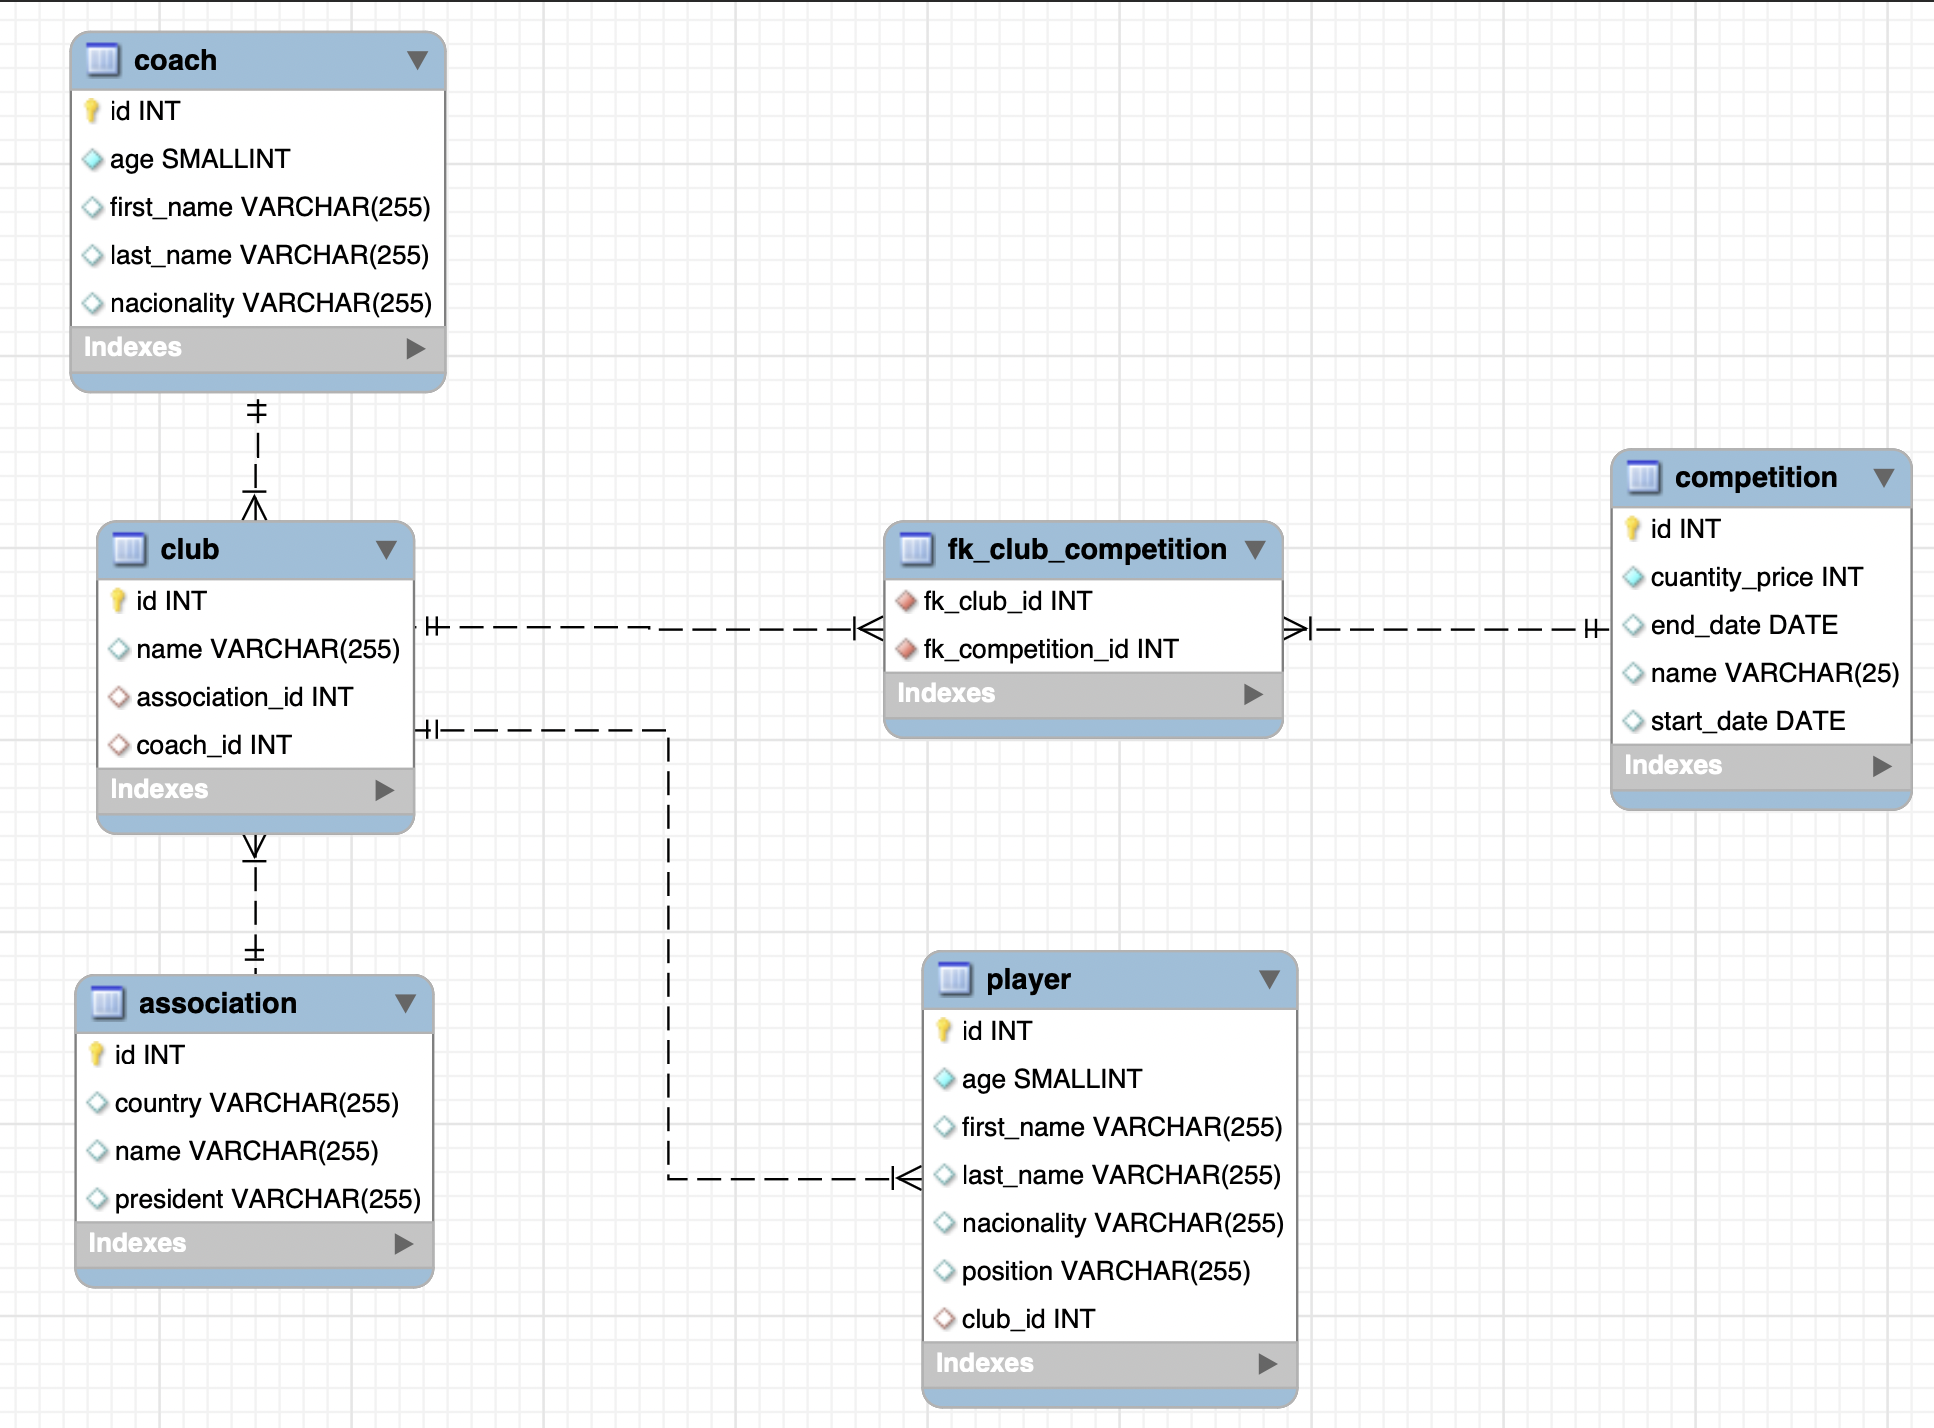 coach
id INT
age SMALLINT
first_name VARCHAR(255)
last_name VARCHAR(255)
nacionality VARCHAR(255)
Indexes
club
id INT
name VARCHAR(255)
association_id INT
coach_id INT
Indexes
fk_club_competition
fk_club_id INT
fk_competition_id INT
Indexes
competition
id INT
cuantity_price INT
end_date DATE
name VARCHAR(25)
start_date DATE
Indexes
association
id INT
country VARCHAR(255)
name VARCHAR(255)
president VARCHAR(255)
Indexes
player
id INT
age SMALLINT
first_name VARCHAR(255)
last_name VARCHAR(255)
nacionality VARCHAR(255)
position VARCHAR(255)
club_id INT
Indexes